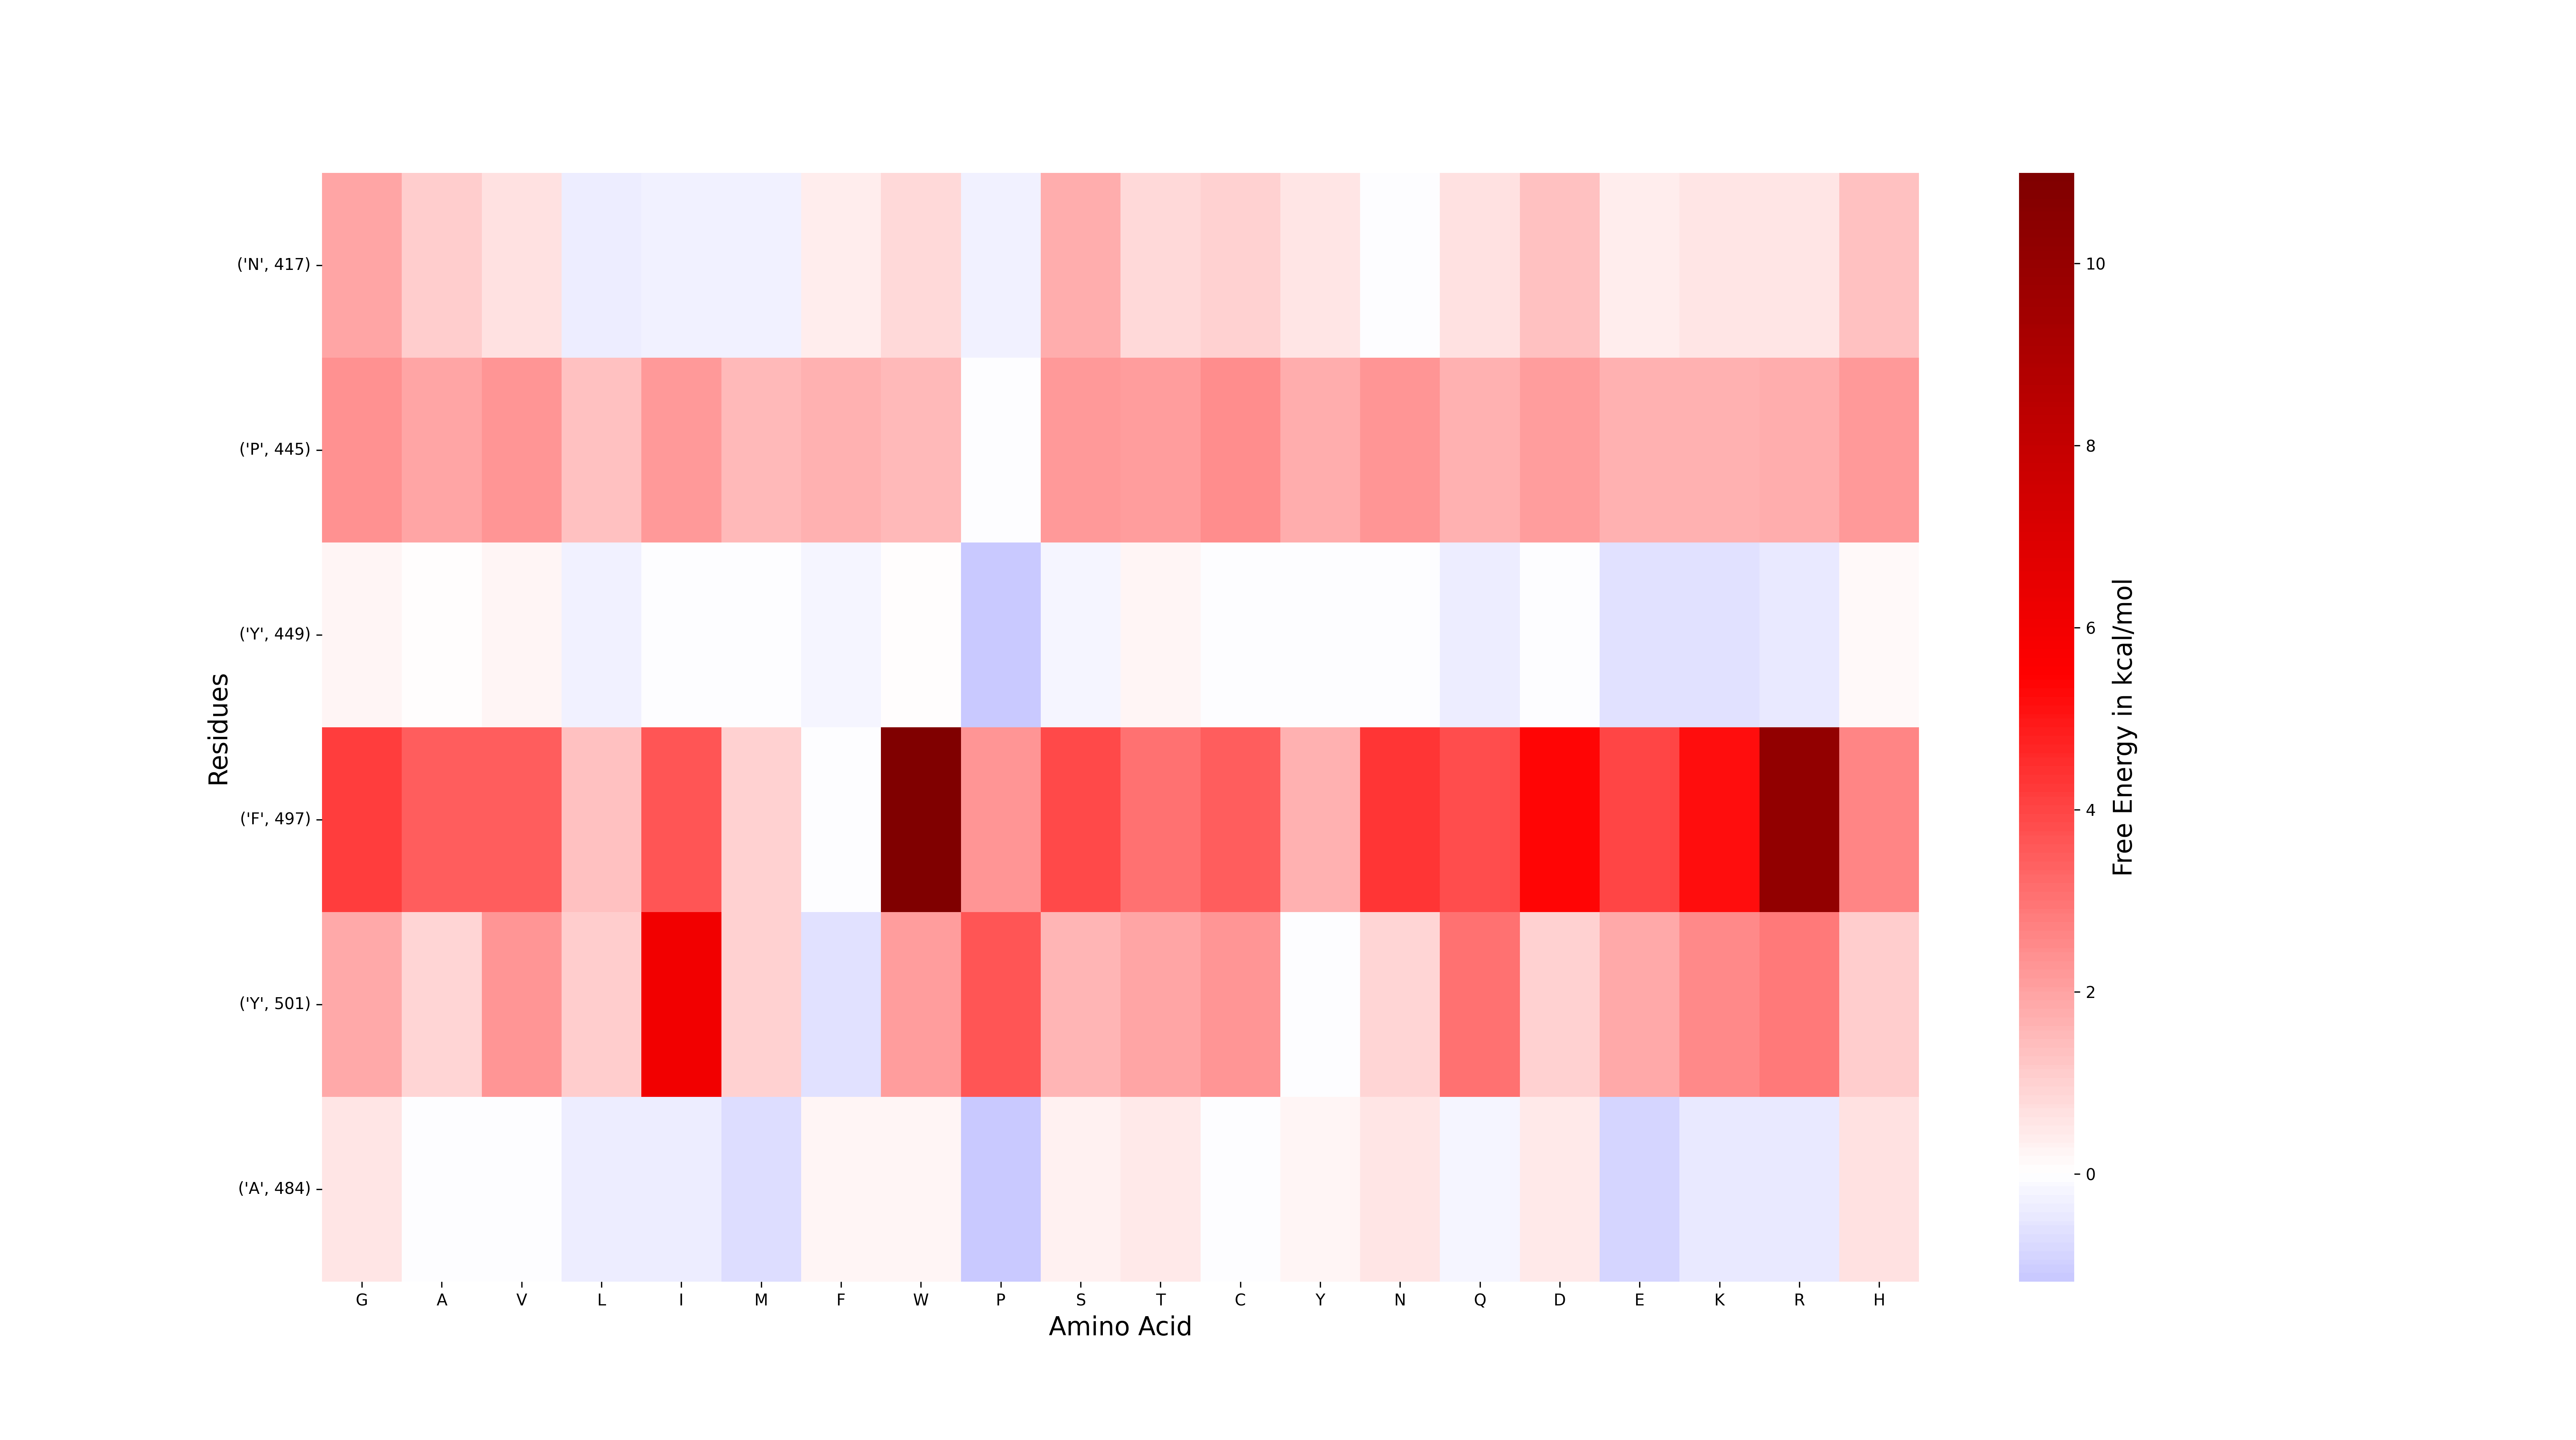 ('N', 417)
('P', 445)
('Y', 449)
('F', 497)
('Y', 501)
('A', 484)
Residues
G A V L I M F W P S T C Y N Q D E K R H
Amino Acid
10
8
6
4
2
0
Free Energy in kcal/mol